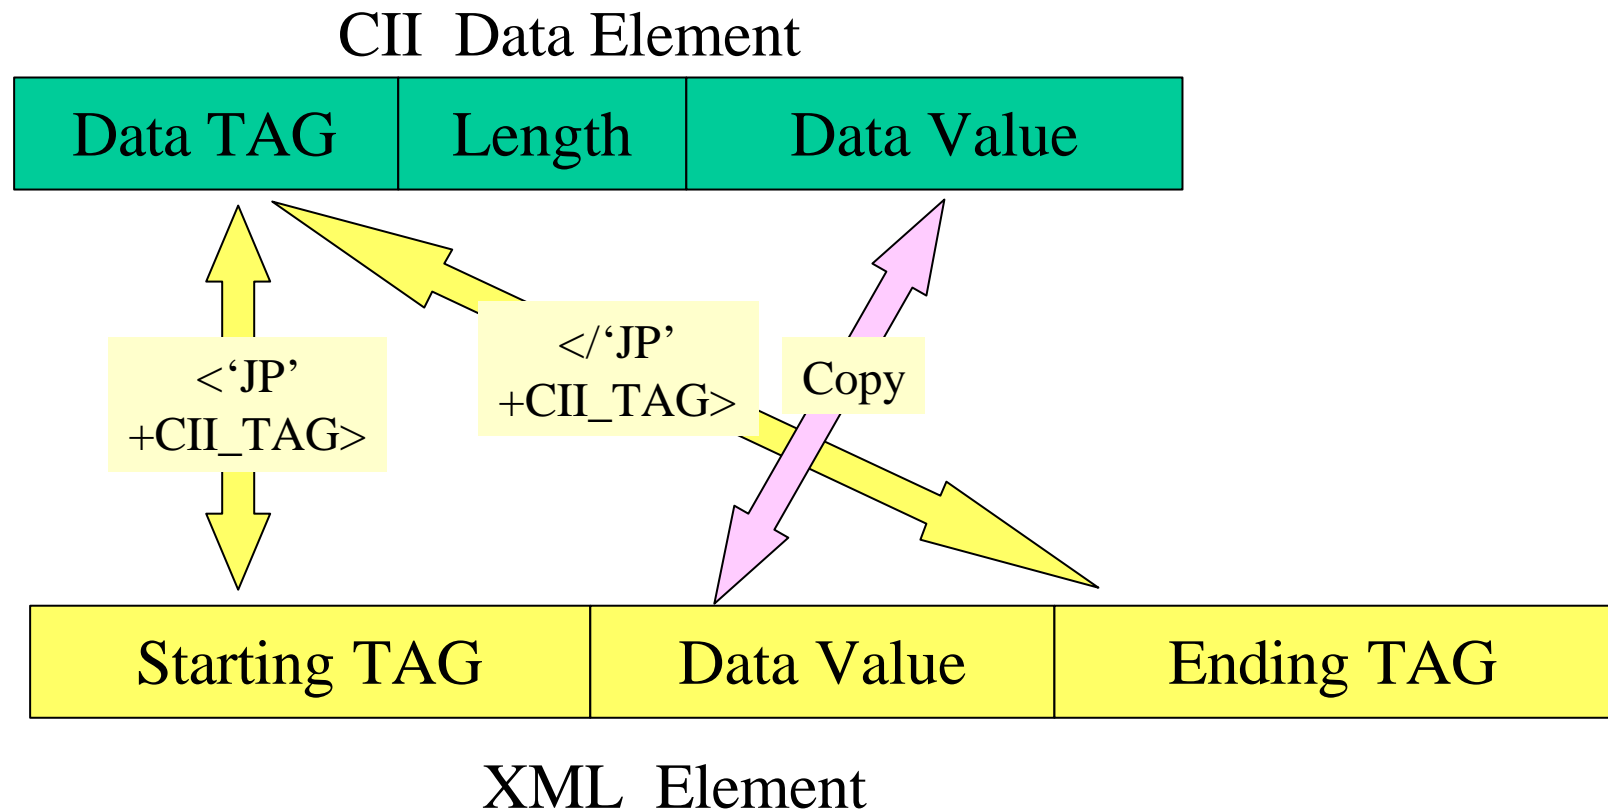 CII Data Element
Data TAG Length Data Value
<‘JP’
+CII_TAG>
</‘JP’
+CII_TAG>
Copy
Starting TAG Data Value Ending TAG
XML Element